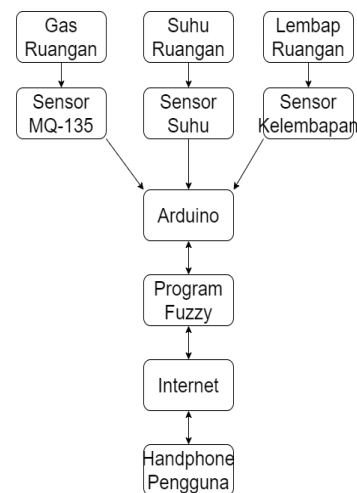 Gas
Ruangan
Suhu
Ruangan
Lembap
Ruangan
Sensor
MQ-135
Sensor
Suhu
Sensor
Kelembapan
Arduino
Program
Fuzzy
Internet
Handphone
Pengguna